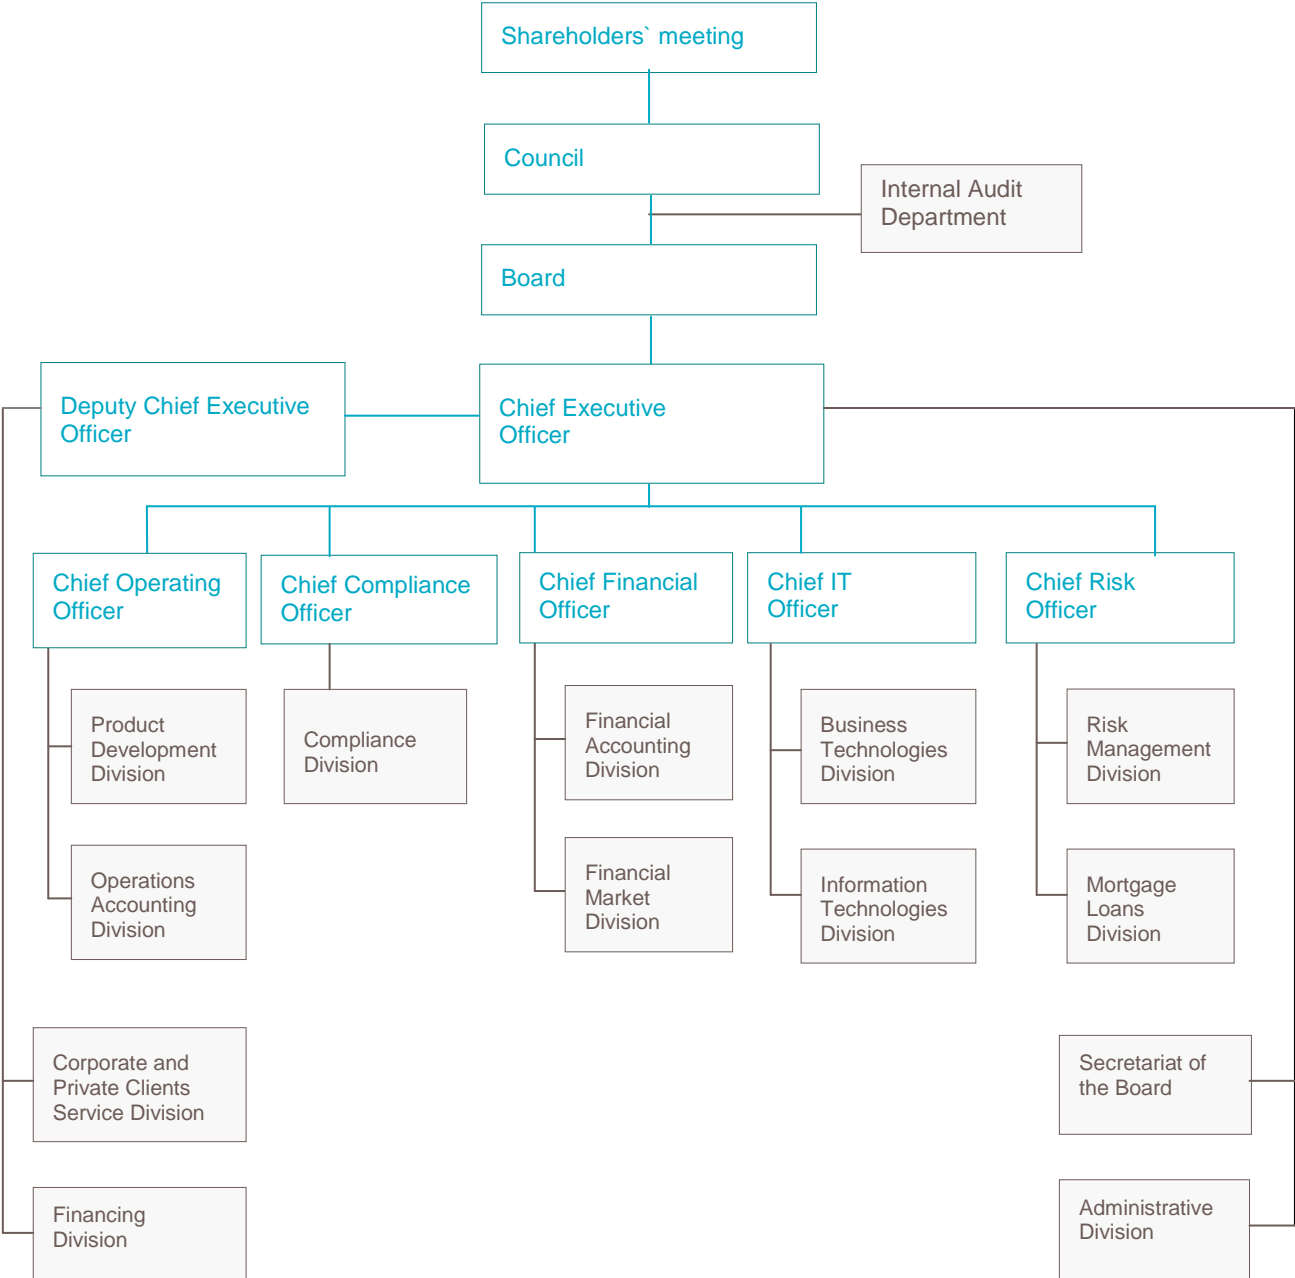 Shareholders` meeting
Council
Internal Audit
Department
Board
Deputy Chief Executive
Officer
Chief Executive
Officer
Chief Operating
Officer
Chief Compliance
Officer
Chief Financial
Officer
Chief IT
Officer
Chief Risk
Officer
Product
Development
Division
Compliance
Division
Financial
Accounting
Division
Business
Technologies
Division
Risk
Management
Division
Operations
Accounting
Division
Financial
Market
Division
Information
Technologies
Division
Mortgage
Loans
Division
Corporate and
Private Clients
Service Division
Secretariat of
the Board
Financing
Division
Administrative
Division